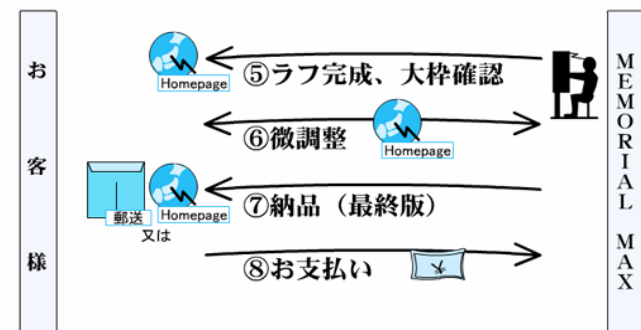 お客様
MEMORIAL MAX
Homepage
⑤ラフ完成、大枠確認
⑥微調整
Homepage
郵送
又は
Homepage
⑦納品（最終版）
⑧お支払い
¥